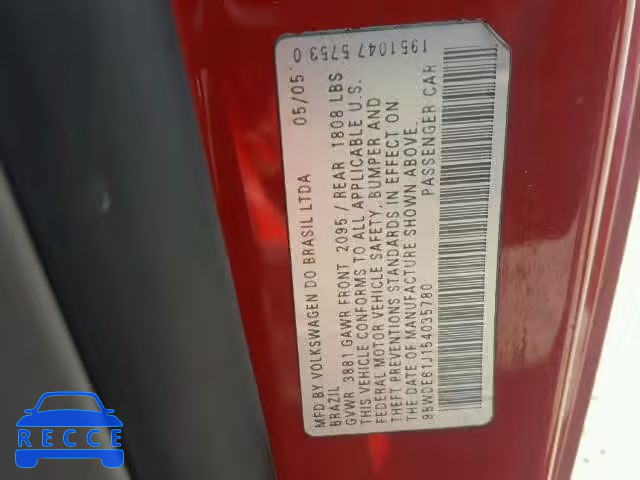 1951047 5753 0
MFD BY VOLKSWAGEN DO BRASIL LTDA 05/05
BRAZIL
GVWR 3881 GAWR FRONT 2095 / REAR 1808 LBS
THIS VEHICLE CONFORMS TO ALL APPLICABLE U.S.
FEDERAL MOTOR VEHICLE SAFETY, BUMPER AND
THEFT PREVENTIONS STANDARDS IN EFFECT ON
THE DATE OF MANUFACTURE SHOWN ABOVE.
9BWDE61J154035780 PASSENGER CAR
RECCE